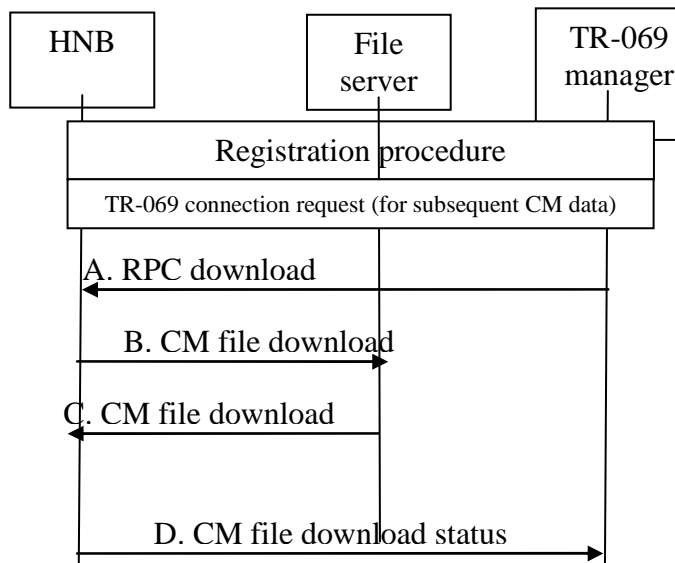 HNB
File
server
TR-069
manager
Registration procedure
TR-069 connection request (for subsequent CM data)
A. RPC download
B. CM file download
C. CM file download
D. CM file download status